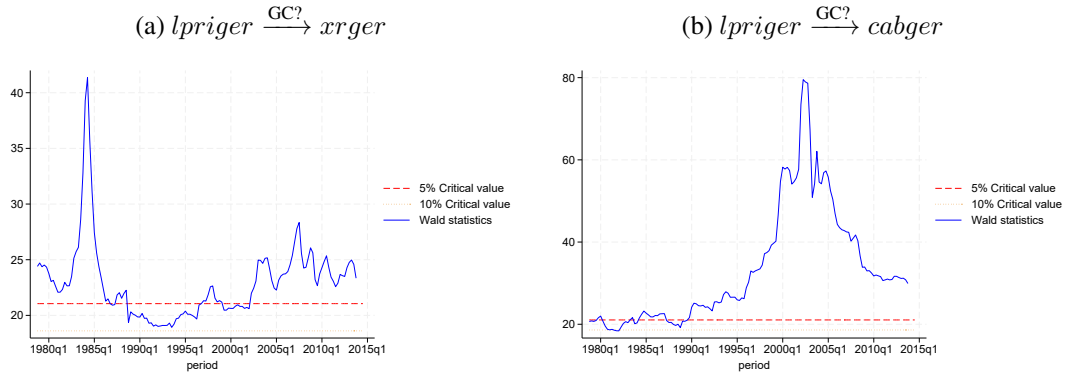 (a) lpriger GC?⟶ xrger
40
35
30
25
20
1980q1 1985q1 1990q1 1995q1 2000q1 2005q1 2010q1 2015q1
period
5% Critical value
10% Critical value
Wald statistics
(b) lpriger GC?⟶ cabger
80
60
40
20
1980q1 1985q1 1990q1 1995q1 2000q1 2005q1 2010q1 2015q1
period
5% Critical value
10% Critical value
Wald statistics